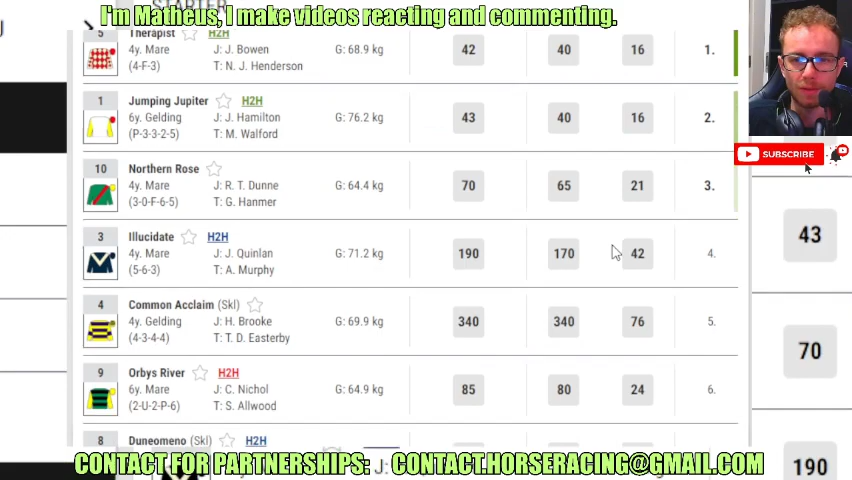 I'm Matheus, I make videos reacting and commenting.
STARTER
5 Therapist H2H
4y. Mare J: J. Bowen G: 68.9 kg 42 40 16 1.
(4-F-3) T: N. J. Henderson
1 Jumping Jupiter H2H
6y. Gelding J: J. Hamilton G: 76.2 kg 43 40 16 2.
(P-3-3-2-5) T: M. Walford
SUBSCRIBE
10 Northern Rose
4y. Mare J: R. T. Dunne G: 64.4 kg 70 65 21 3.
(3-0-F-6-5) T: G. Hanmer
43
3 Illucidate H2H
4y. Mare J: J. Quinlan G: 71.2 kg 190 170 42 4.
(5-6-3) T: A. Murphy
4 Common Acclaim (Skl)
4y. Gelding J: H. Brooke G: 69.9 kg 340 340 76 5.
(4-3-4-4) T: T. D. Easterby
70
9 Orbys River H2H
6y. Mare J: C. Nichol G: 64.9 kg 85 80 24 6.
(2-U-2-P-6) T: S. Allwood
8 Duneomeno (Skl) H2H
CONTACT FOR PARTNERSHIPS: CONTACT.HORSERACING@GMAIL.COM
J:
190